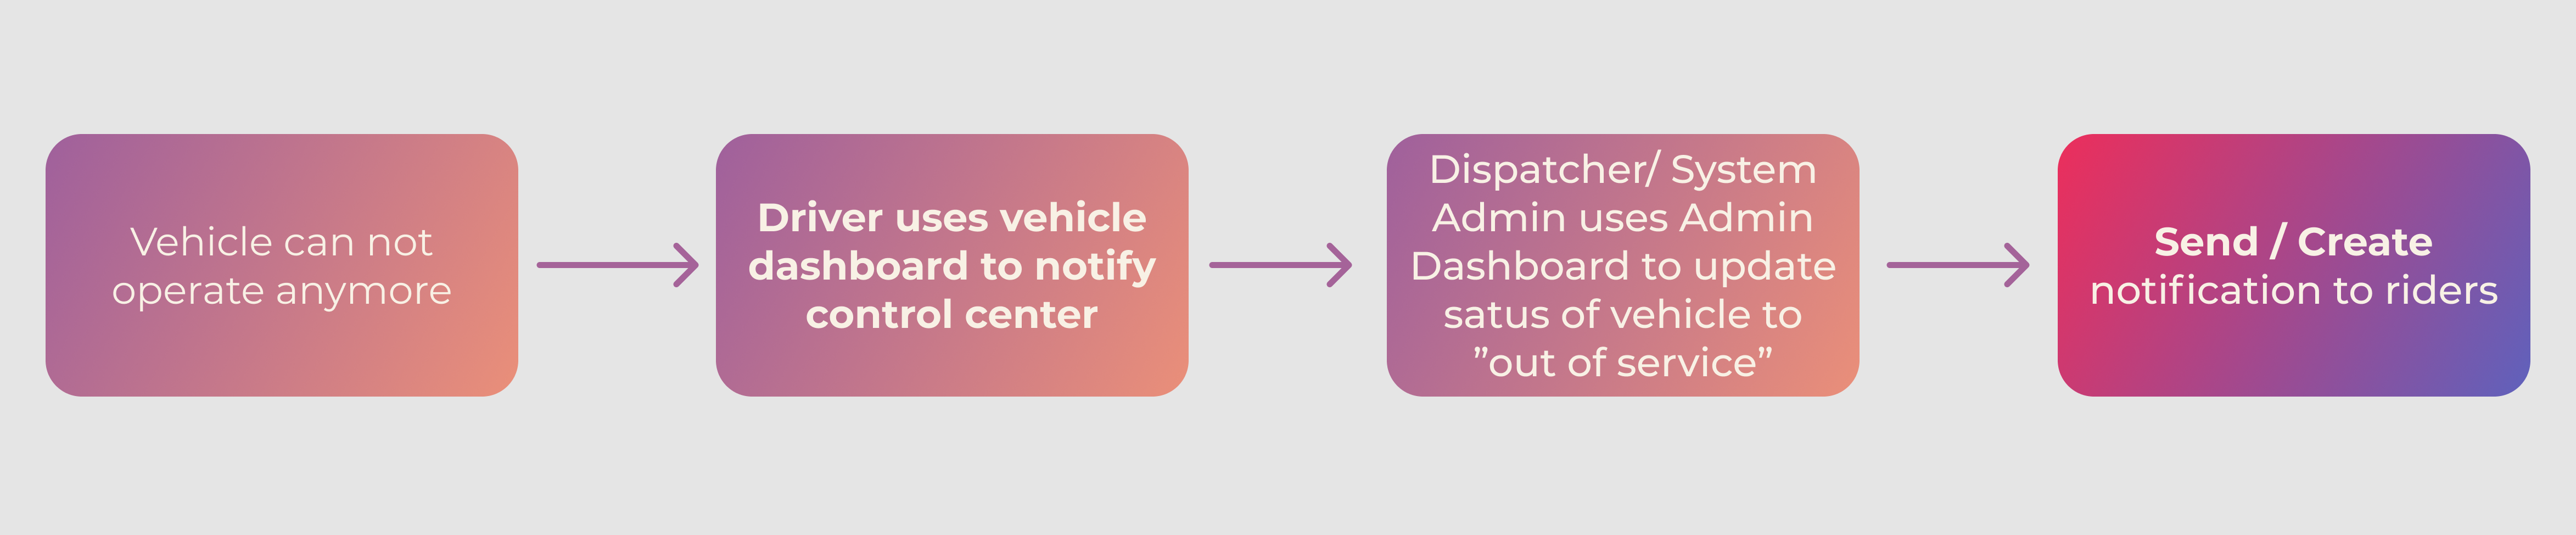 Vehicle can not
operate anymore
Driver uses vehicle
dashboard to notify
control center
Dispatcher/ System
Admin uses Admin
Dashboard to update
satus of vehicle to
”out of service”
Send / Create
notification to riders